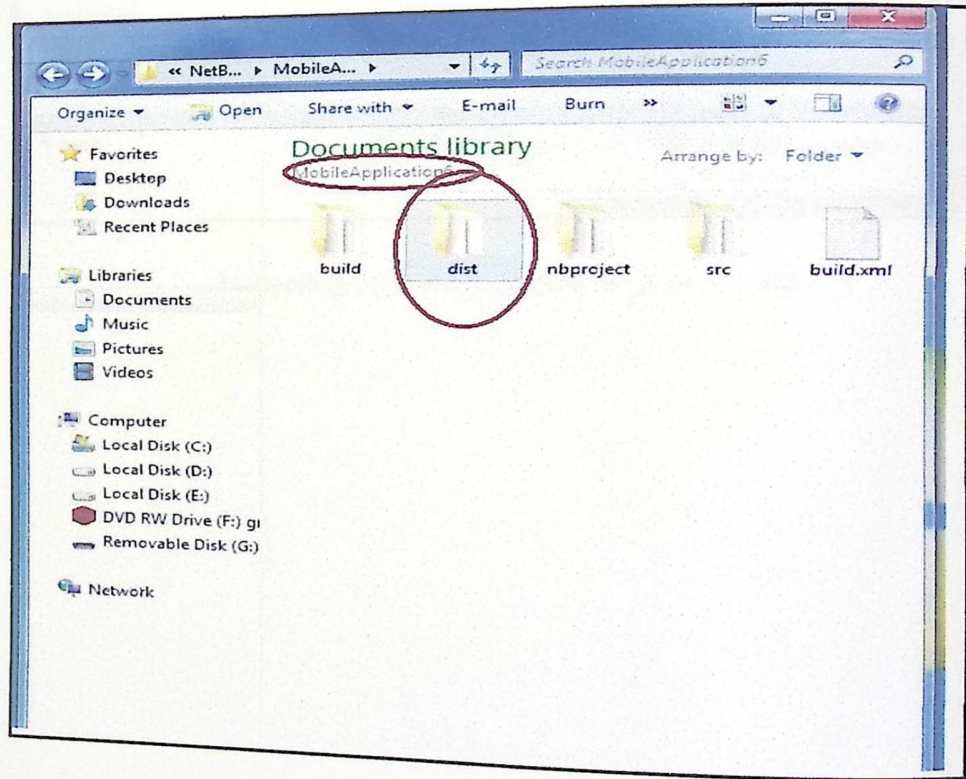 « NetB... ▸ MobileA... ▸ Search MobileApplication6
Organize Open Share with E-mail Burn »
Favorites
Desktop
Downloads
Recent Places
Libraries
Documents
Music
Pictures
Videos
Computer
Local Disk (C:)
Local Disk (D:)
Local Disk (E:)
DVD RW Drive (F:) gi
Removable Disk (G:)
Network
Documents library
MobileApplication6
Arrange by: Folder
build dist nbproject src build.xml